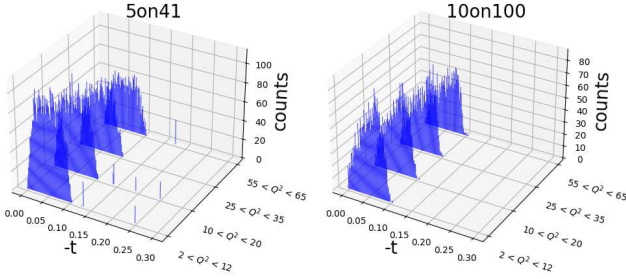 5on41
100
80
60
40
20
0
counts
0.00
0.05
0.10
0.15
0.20
0.25
0.30
-t
55 < Q² < 65
25 < Q² < 35
10 < Q² < 20
2 < Q² < 12
10on100
80
70
60
50
40
30
20
10
0
counts
0.00
0.05
0.10
0.15
0.20
0.25
0.30
-t
55 < Q² < 65
25 < Q² < 35
10 < Q² < 20
2 < Q² < 12